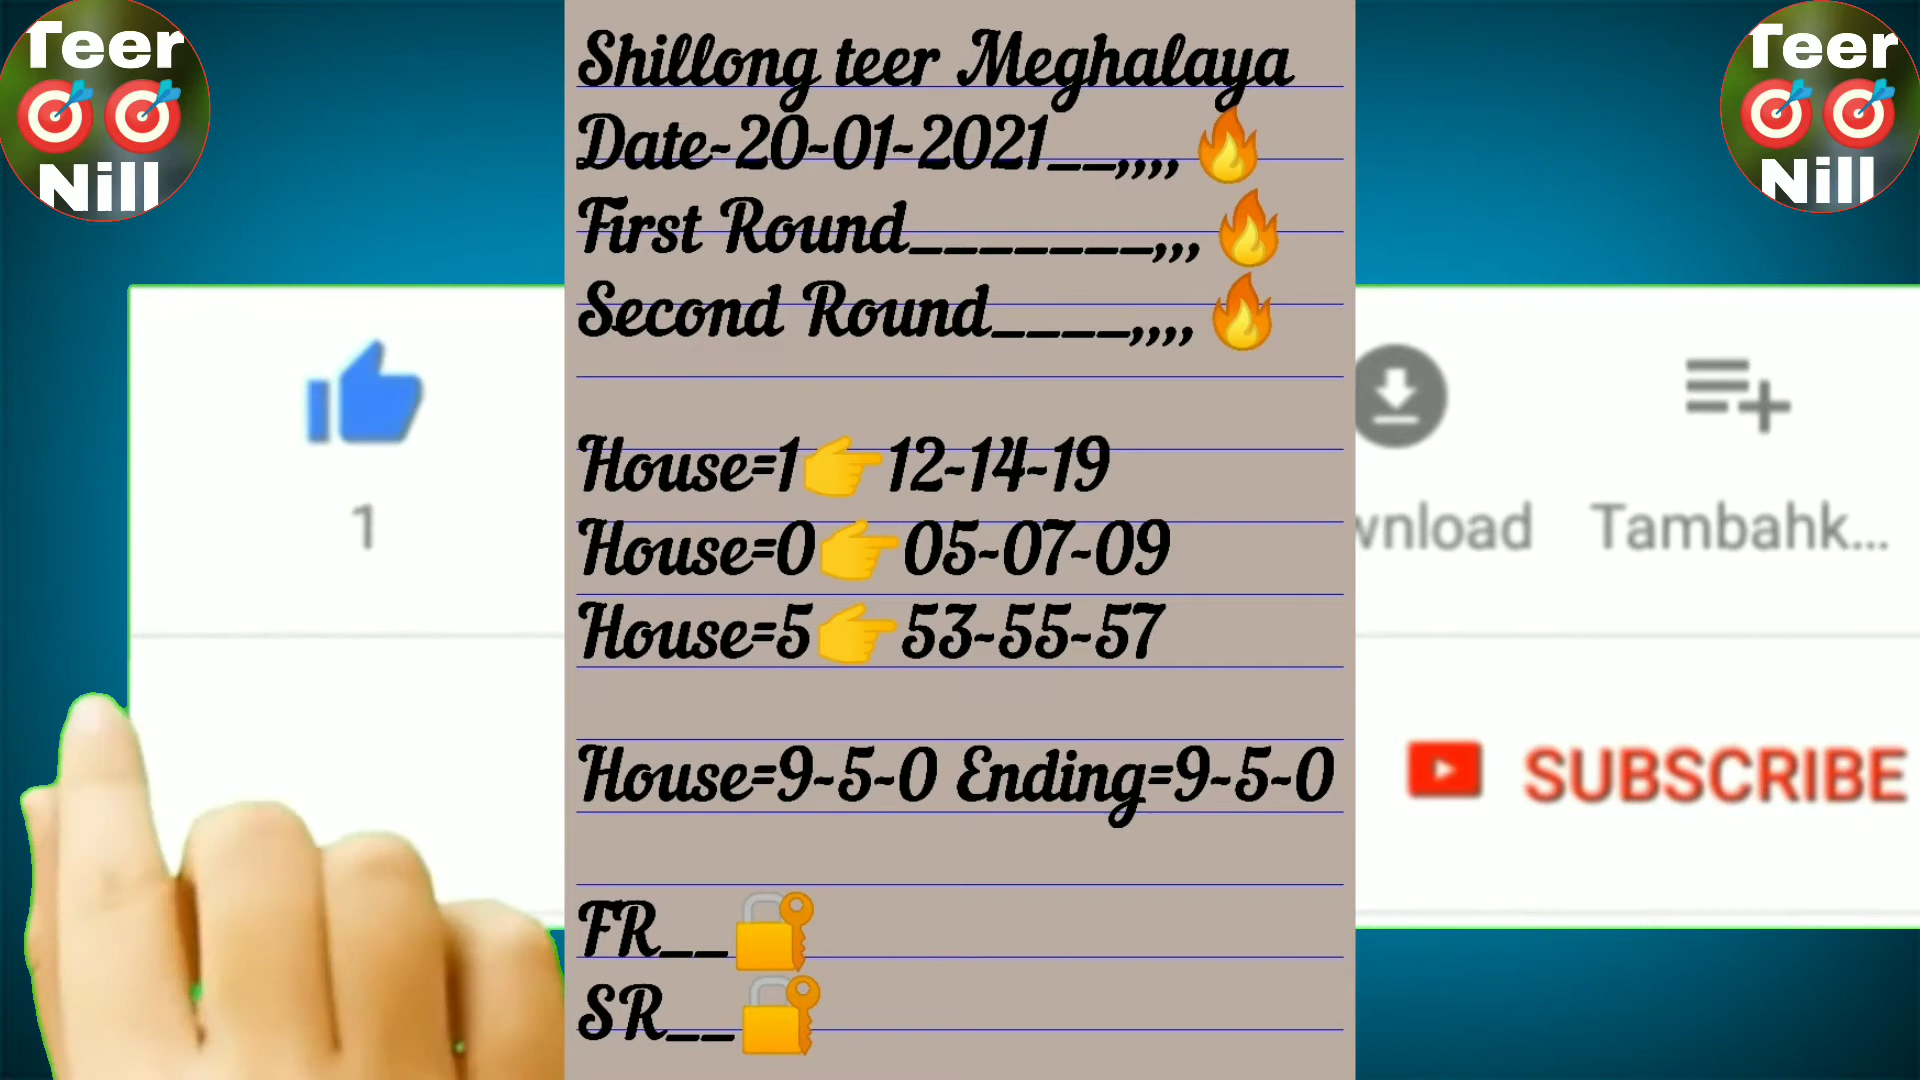 Teer
Nill
Shillong teer Meghalaya
Date-20-01-2021__,,,,🔥
First Round_______,,,🔥
Second Round____,,,,🔥
House=1👉12-14-19
House=0👉05-07-09
House=5👉53-55-57
House=9-5-0 Ending=9-5-0
FR__🔐
SR__🔐
Teer
Nill
1
wnload
Tambahk...
SUBSCRIBE